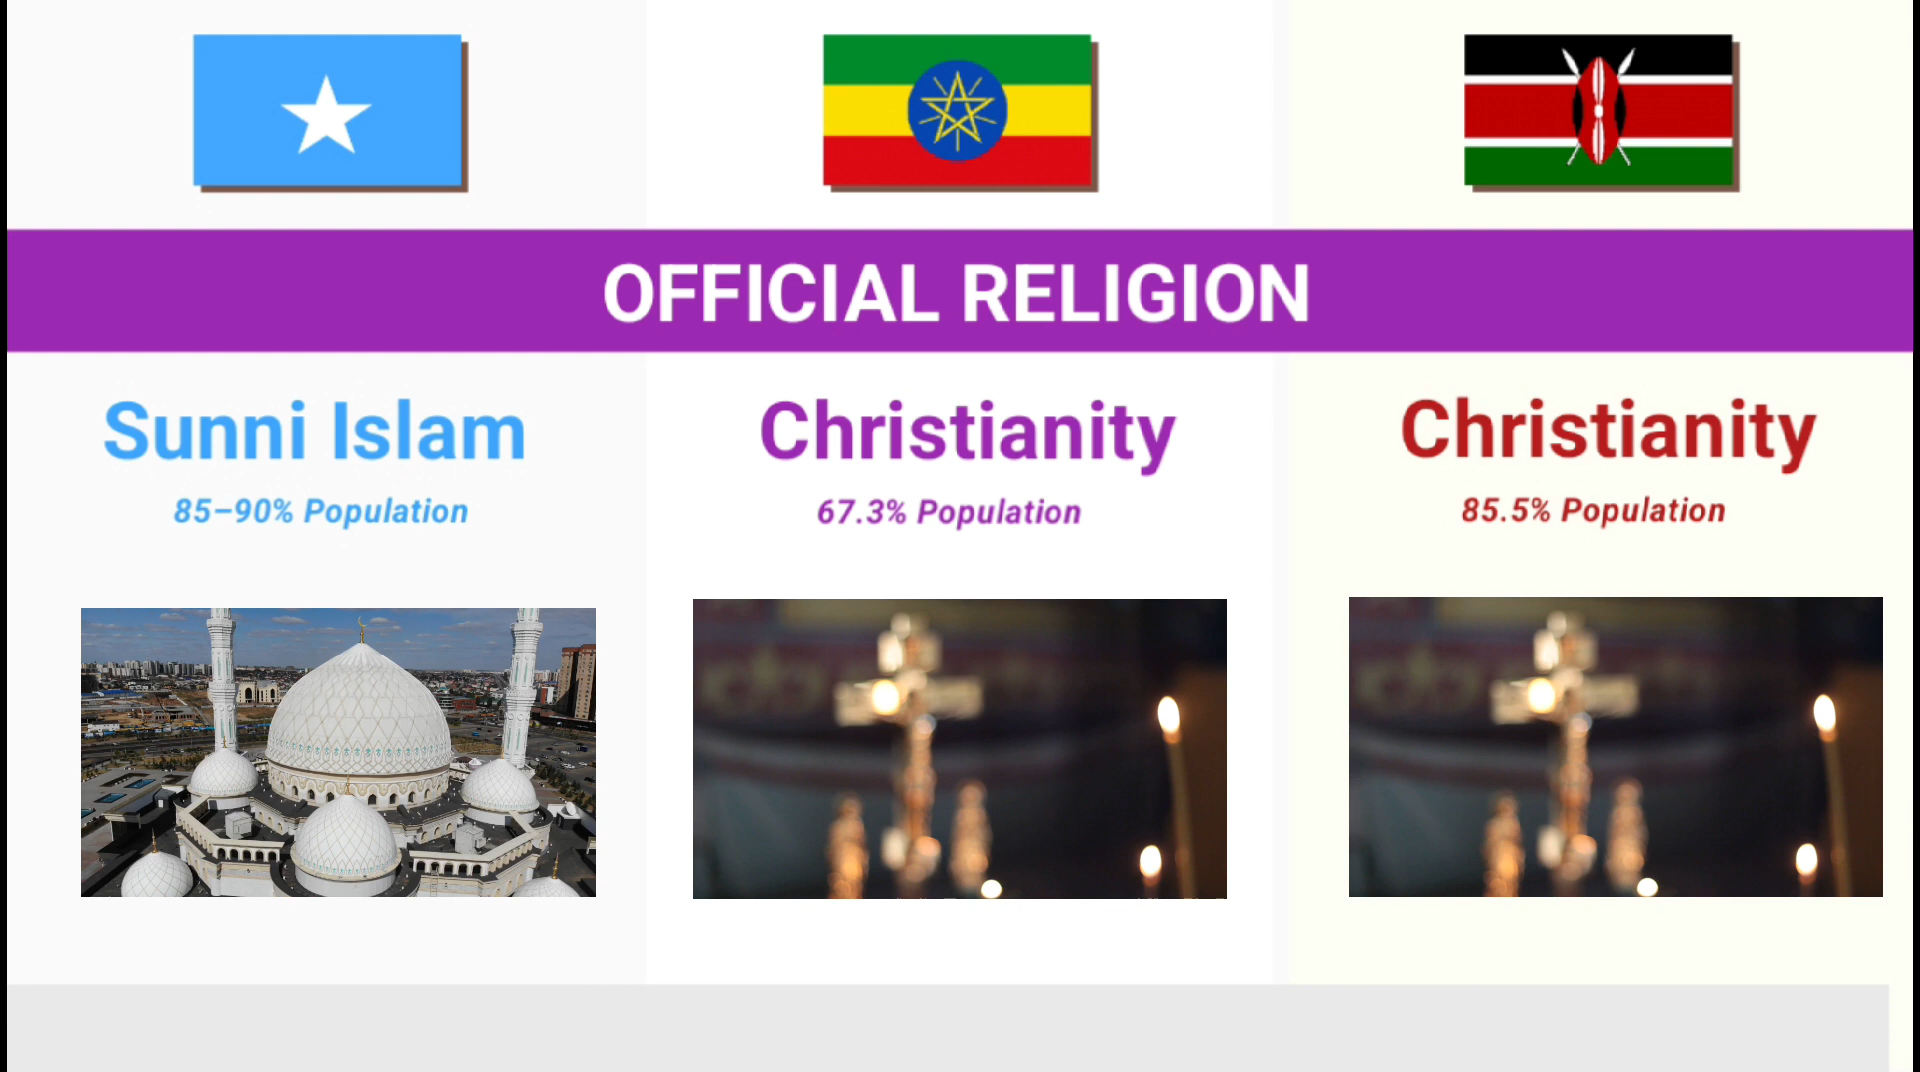 OFFICIAL RELIGION
Sunni Islam
85–90% Population
Christianity
67.3% Population
Christianity
85.5% Population